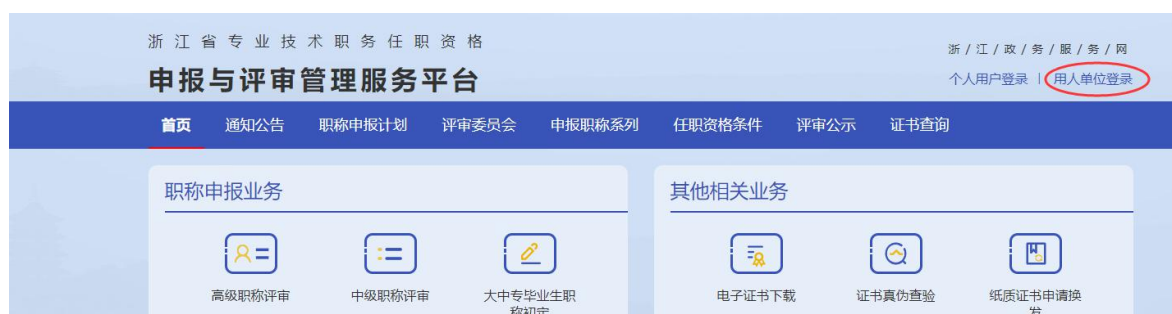 浙江省专业技术职务任职资格
申报与评审管理服务平台
浙/江/政/务/服/务/网
个人用户登录 | 用人单位登录
首页 通知公告 职称申报计划 评审委员会 申报职称系列 任职资格条件 评审公示 证书查询
职称申报业务
高级职称评审 中级职称评审 大中专毕业生职
称初定
其他相关业务
电子证书下载 证书真伪查验 纸质证书申请换
发